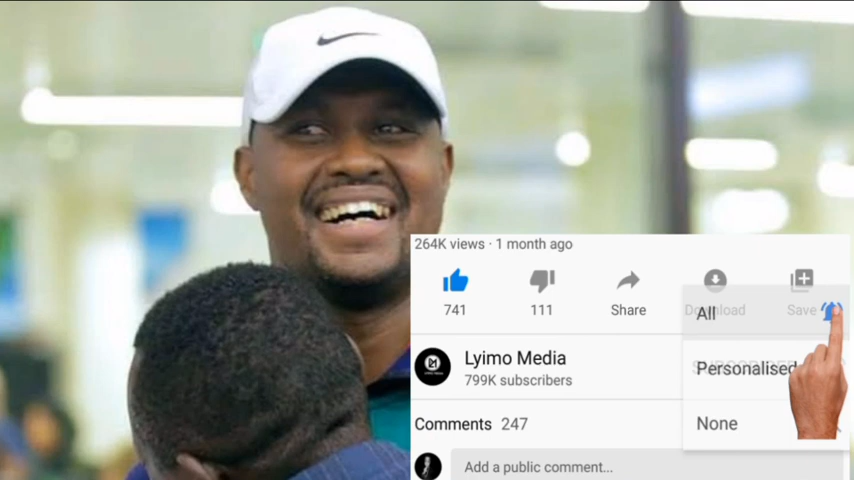 264K views · 1 month ago
741
111
Share
Download
Save
All
Lyimo Media
799K subscribers
Personalised
Comments 247
None
Add a public comment...